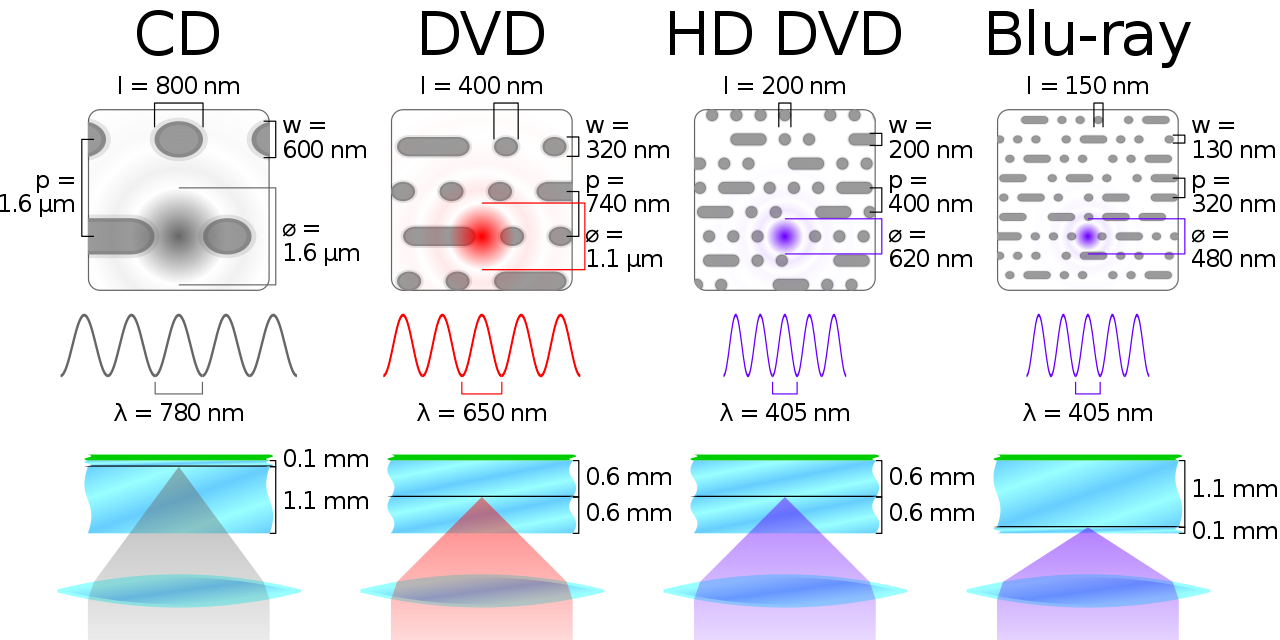 CD
l = 800 nm
w =
600 nm
p =
1.6 µm
⌀ =
1.6 µm
λ = 780 nm
0.1 mm
1.1 mm
DVD
l = 400 nm
w =
320 nm
p =
740 nm
⌀ =
1.1 µm
λ = 650 nm
0.6 mm
0.6 mm
HD DVD
l = 200 nm
w =
200 nm
p =
400 nm
⌀ =
620 nm
λ = 405 nm
0.6 mm
0.6 mm
Blu-ray
l = 150 nm
w =
130 nm
p =
320 nm
⌀ =
480 nm
λ = 405 nm
1.1 mm
0.1 mm